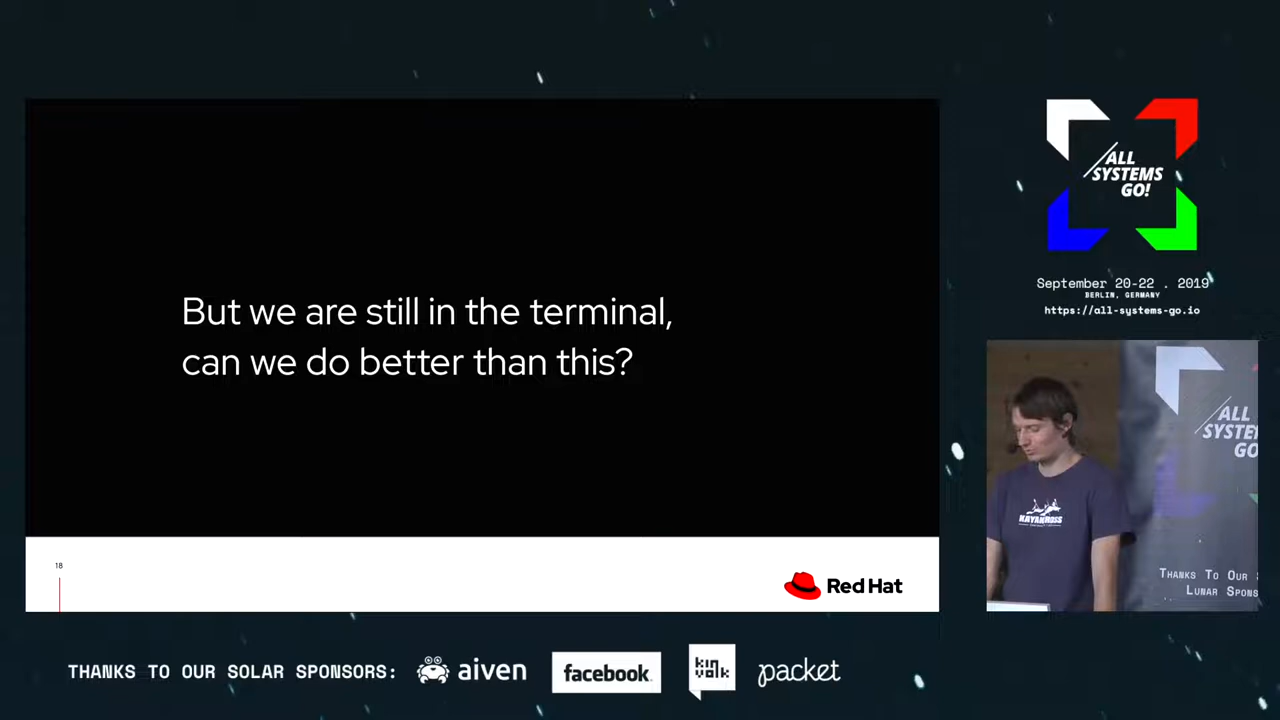 But we are still in the terminal,
can we do better than this?
18
Red Hat
ALL
SYSTEMS
GO!
September 20-22 . 2019
BERLIN, GERMANY
https://all-systems-go.io
KAYAKROSS
ALL
SYSTE
GO
THANKS TO OUR
LUNAR SPONS
THANKS TO OUR SOLAR SPONSORS:
aiven
facebook
kinvolk
packet